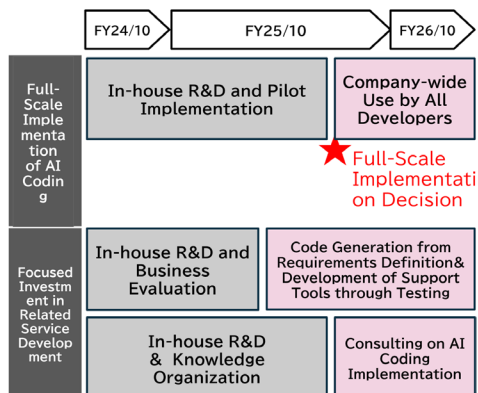 FY24/10
FY25/10
FY26/10
Full-
Scale
Imple
menta
tion
of AI
Codin
g
In-house R&D and Pilot
Implementation
Company-wide
Use by All
Developers
Full-Scale
Implementati
on Decision
Focused
Investm
ent in
Related
Service
Develop
ment
In-house R&D and
Business
Evaluation
Code Generation from
Requirements Definition&
Development of Support
Tools through Testing
In-house R&D
& Knowledge
Organization
Consulting on AI
Coding
Implementation